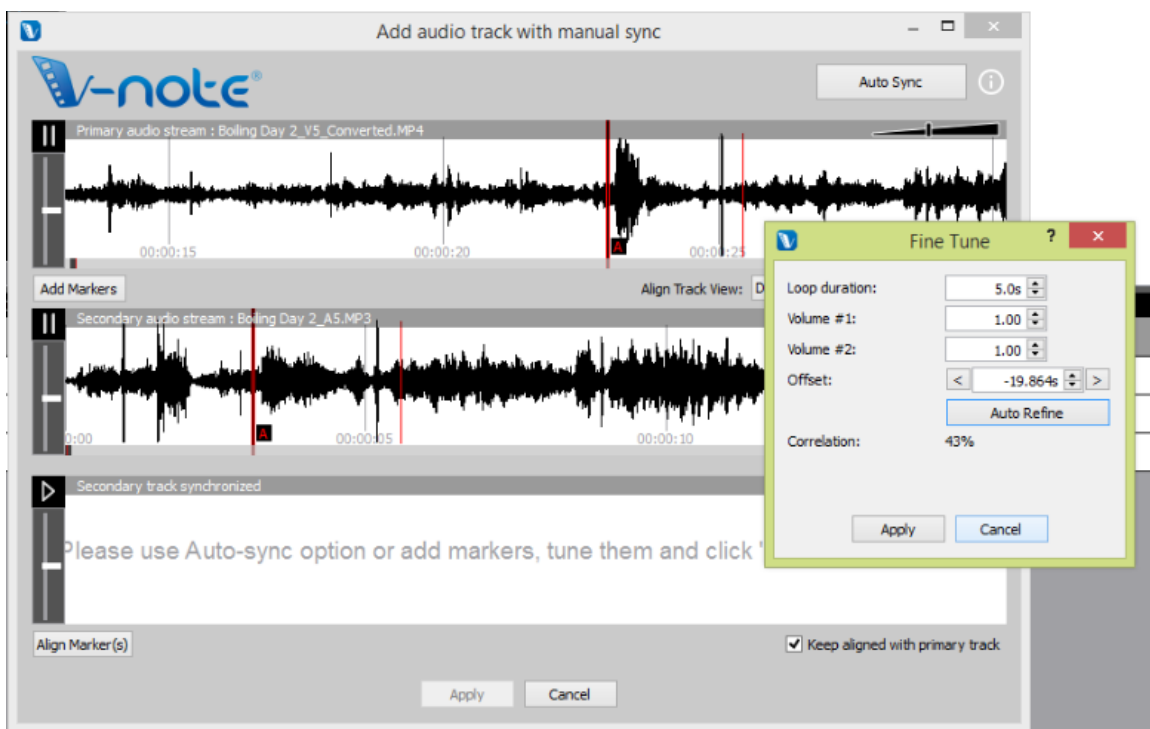 Add audio track with manual sync
V-note®
Auto Sync
Primary audio stream : Boiling Day 2_V5_Converted.MP4
00:00:15
00:00:20
00:00:25
A
Add Markers
Align Track View: D
Secondary audio stream : Boiling Day 2_A5.MP3
0:00
00:00:05
00:00:10
A
Secondary track synchronized
Please use Auto-sync option or add markers, tune them and click '
Align Marker(s)
Keep aligned with primary track
Apply
Cancel
Fine Tune
?
Loop duration: 5.0s
Volume #1: 1.00
Volume #2: 1.00
Offset: < -19.864s >
Auto Refine
Correlation: 43%
Apply
Cancel